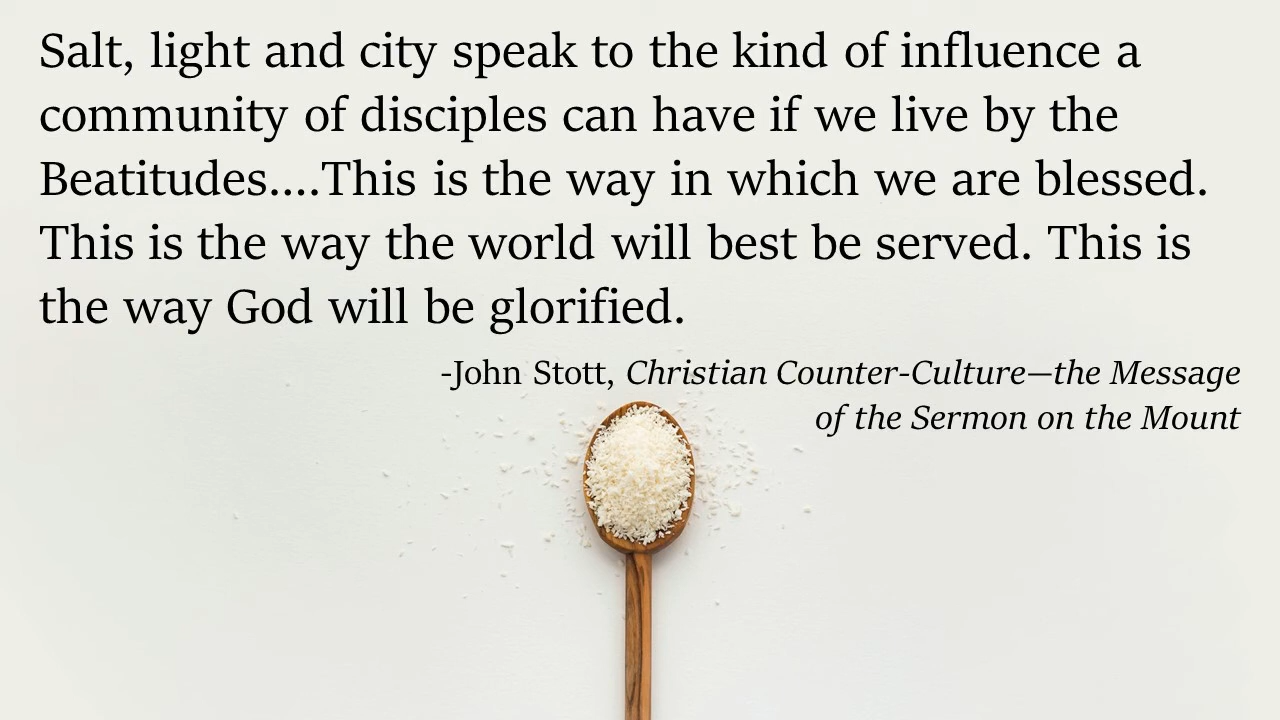 Salt, light and city speak to the kind of influence a
community of disciples can have if we live by the
Beatitudes....This is the way in which we are blessed.
This is the way the world will best be served. This is
the way God will be glorified.
-John Stott, Christian Counter-Culture—the Message
of the Sermon on the Mount